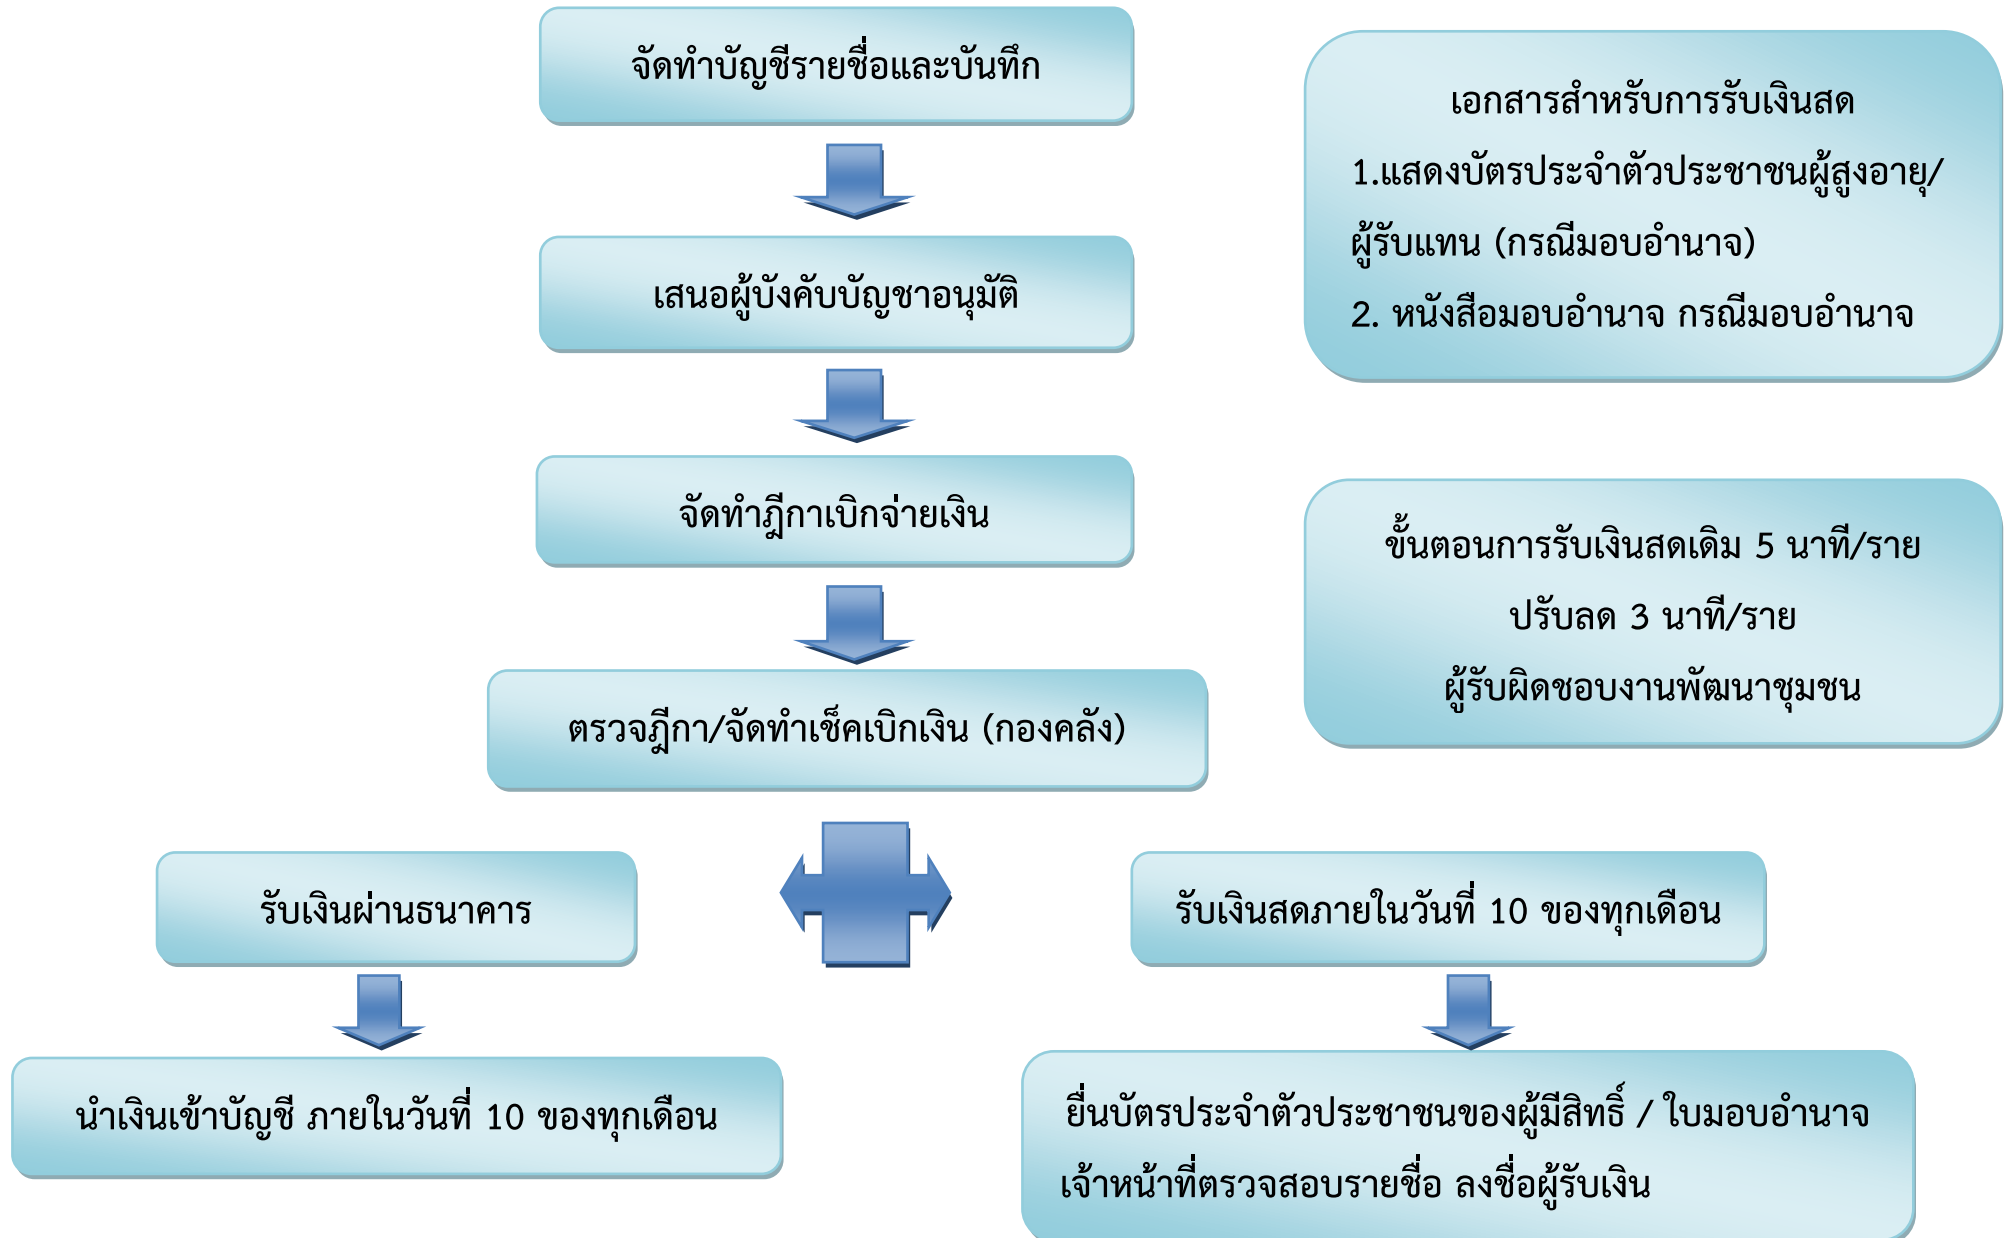 จัดทำบัญชีรายชื่อและบันทึก
เสนอผู้บังคับบัญชาอนุมัติ
จัดทำฎีกาเบิกจ่ายเงิน
ตรวจฎีกา/จัดทำเช็คเบิกเงิน (กองคลัง)
รับเงินผ่านธนาคาร
นำเงินเข้าบัญชี ภายในวันที่ 10 ของทุกเดือน
รับเงินสดภายในวันที่ 10 ของทุกเดือน
ยื่นบัตรประจำตัวประชาชนของผู้มีสิทธิ์ / ใบมอบอำนาจ
เจ้าหน้าที่ตรวจสอบรายชื่อ ลงชื่อผู้รับเงิน
เอกสารสำหรับการรับเงินสด
1.แสดงบัตรประจำตัวประชาชนผู้สูงอายุ/
ผู้รับแทน (กรณีมอบอำนาจ)
2. หนังสือมอบอำนาจ กรณีมอบอำนาจ
ขั้นตอนการรับเงินสดเดิม 5 นาที/ราย
ปรับลด 3 นาที/ราย
ผู้รับผิดชอบงานพัฒนาชุมชน